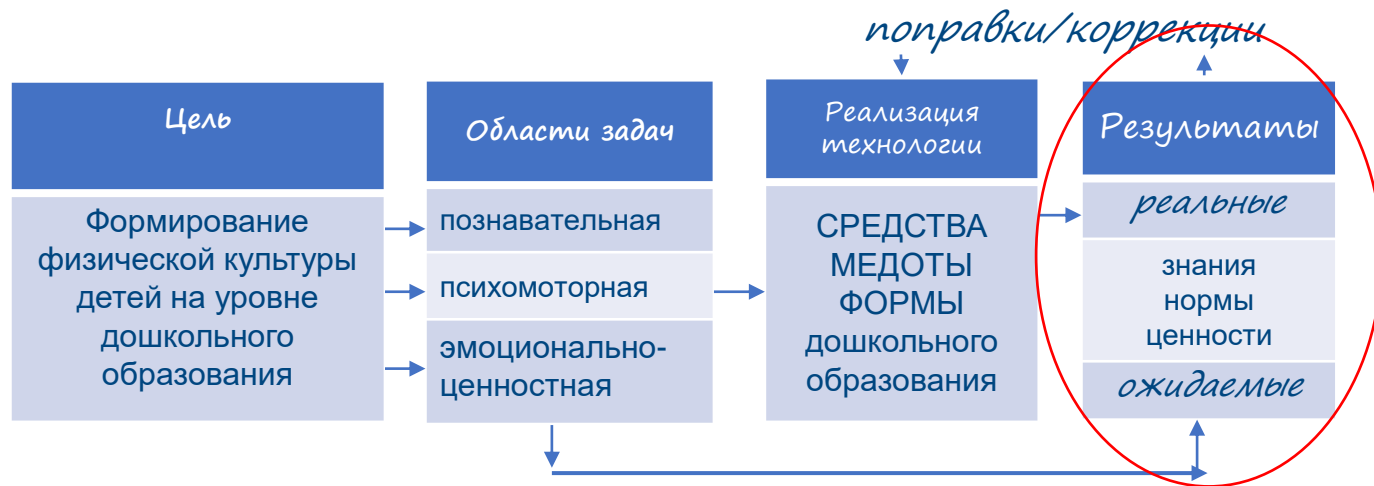 поправки/коррекции
Цель
Формирование
физической культуры
детей на уровне
дошкольного
образования
Области задач
познавательная
психомоторная
эмоционально-
ценностная
Реализация
технологии
СРЕДСТВА
МЕДОТЫ
ФОРМЫ
дошкольного
образования
Результаты
реальные
знания
нормы
ценности
ожидаемые